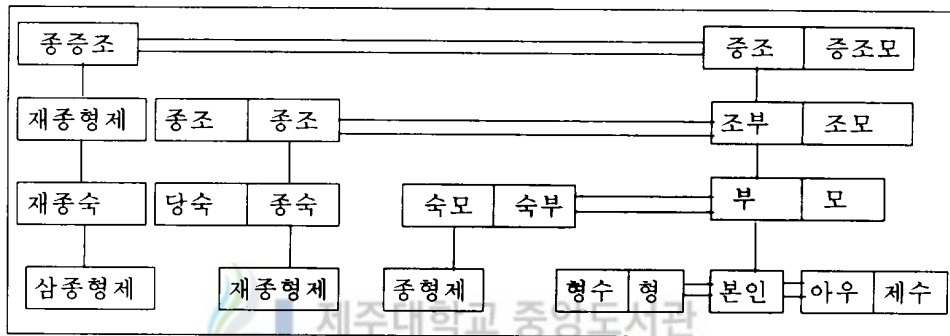 종증조 증조 증조모
재종형제 종조 종조 조부 조모
재종숙 당숙 종숙 숙모 숙부 부 모
삼종형제 재종형제 종형제 형수 형 본인 아우 제수
제주대학교 중앙도서관